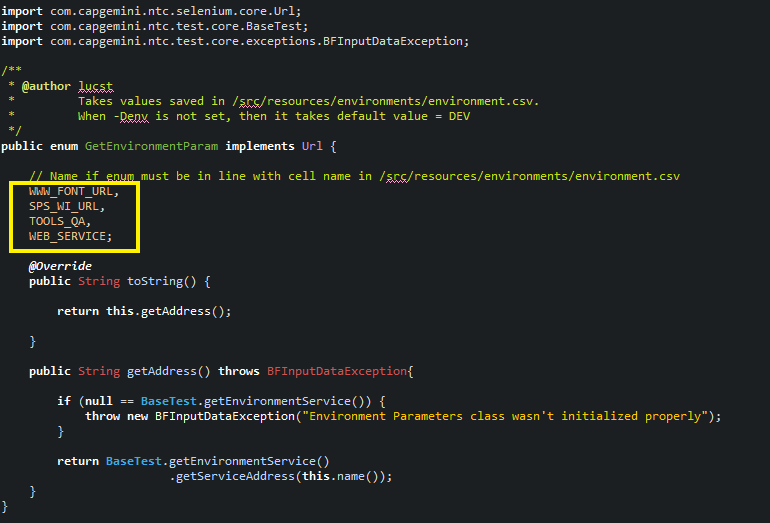 import com.capgemini.ntc.selenium.core.Url;
import com.capgemini.ntc.test.core.BaseTest;
import com.capgemini.ntc.test.core.exceptions.BFInputDataException;
/**
 * @author lucst
 *         Takes values saved in /src/resources/environments/environment.csv.
 *         When -Denv is not set, then it takes default value = DEV
 */
public enum GetEnvironmentParam implements Url {
    // Name if enum must be in line with cell name in /src/resources/environments/environment.csv
    WWW_FONT_URL,
    SPS_WI_URL,
    TOOLS_QA,
    WEB_SERVICE;
    @Override
    public String toString() {
        return this.getAddress();
    }
    public String getAddress() throws BFInputDataException{
        if (null == BaseTest.getEnvironmentService()) {
            throw new BFInputDataException("Environment Parameters class wasn't initialized properly");
        }
        return BaseTest.getEnvironmentService()
                        .getServiceAddress(this.name());
    }
}